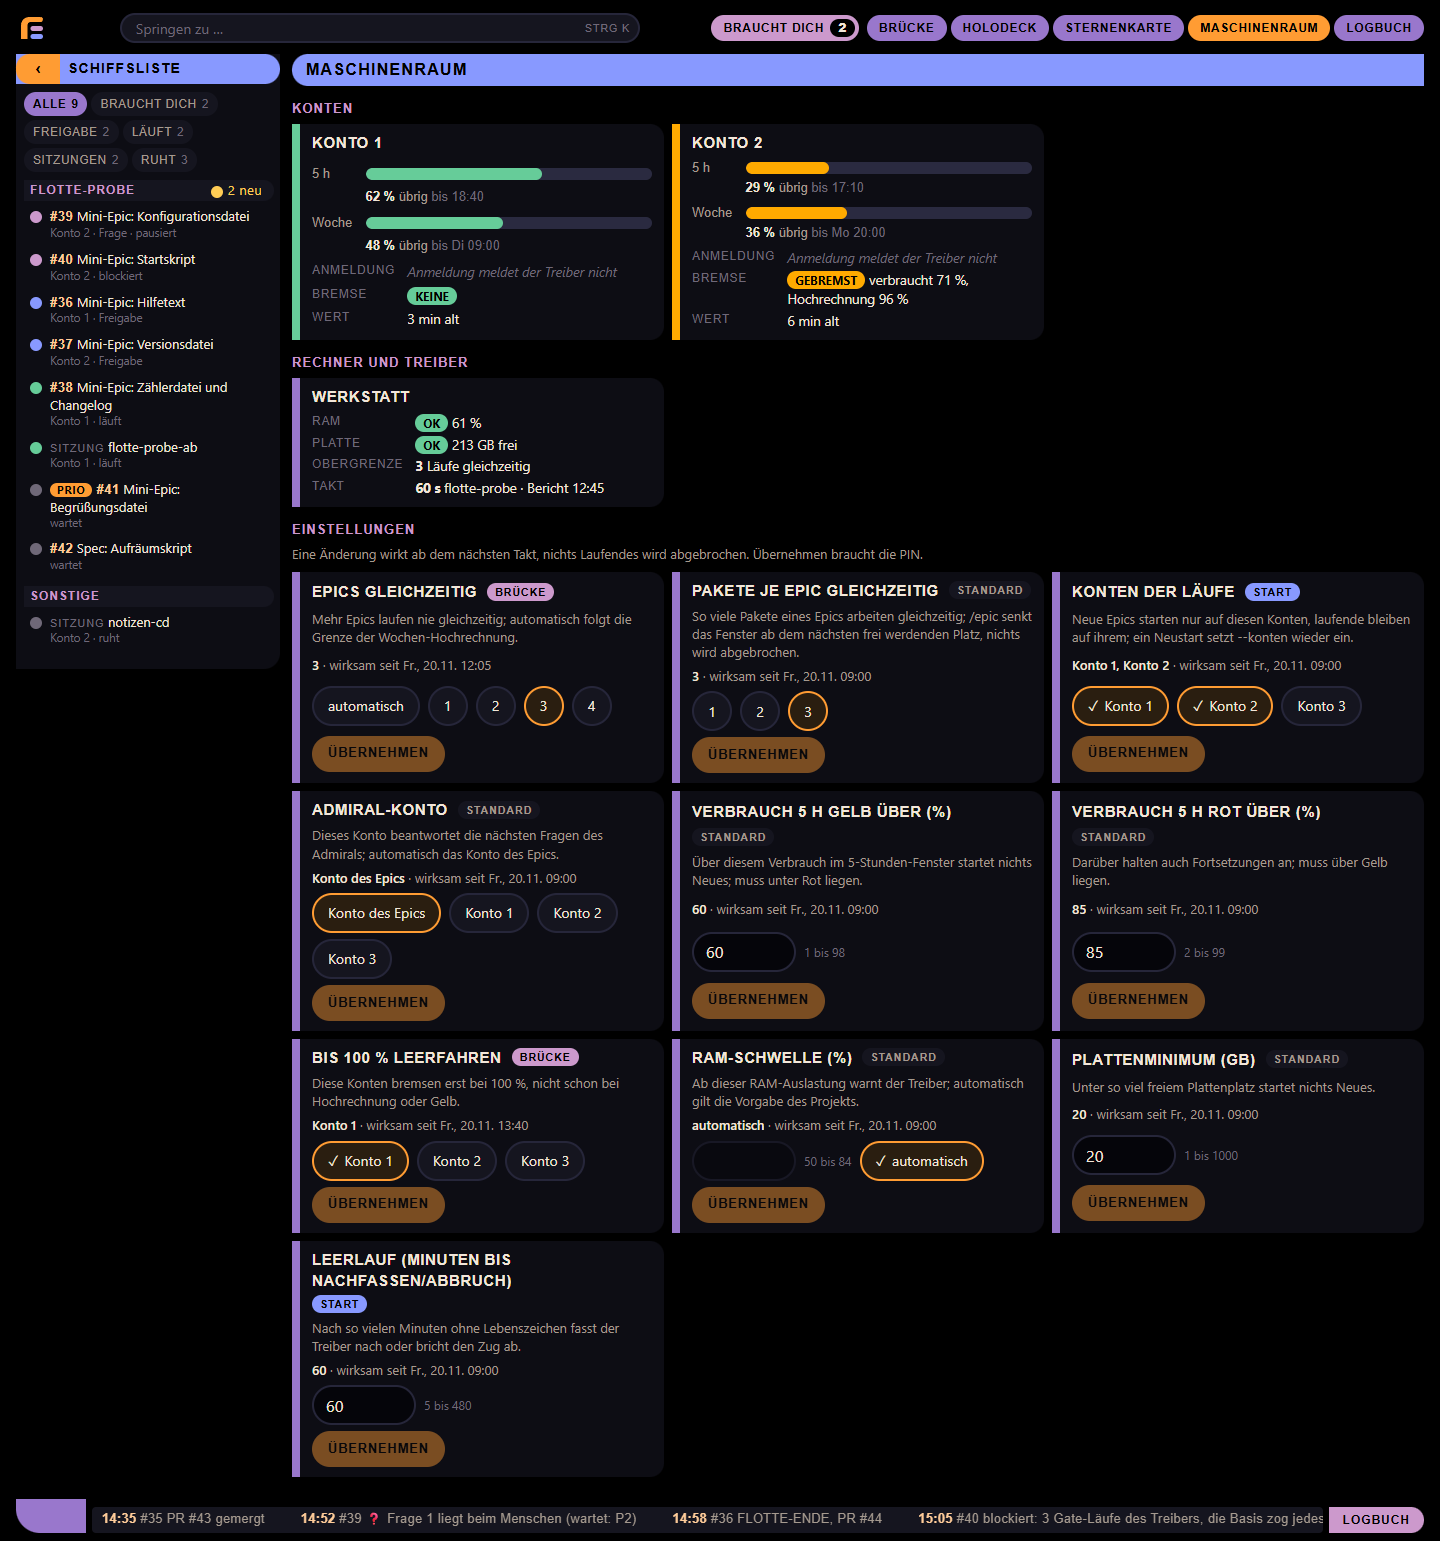 Springen zu ...
STRG K
BRAUCHT DICH 2
BRÜCKE
HOLODECK
STERNENKARTE
MASCHINENRAUM
LOGBUCH
‹ SCHIFFSLISTE
ALLE 9
BRAUCHT DICH 2
FREIGABE 2
LÄUFT 2
SITZUNGEN 2
RUHT 3
FLOTTE-PROBE 2 neu
#39 Mini-Epic: Konfigurationsdatei
Konto 2 · Frage · pausiert
#40 Mini-Epic: Startskript
Konto 2 · blockiert
#36 Mini-Epic: Hilfetext
Konto 1 · Freigabe
#37 Mini-Epic: Versionsdatei
Konto 2 · Freigabe
#38 Mini-Epic: Zählerdatei und
Changelog
Konto 1 · läuft
SITZUNG flotte-probe-ab
Konto 1 · läuft
PRIO #41 Mini-Epic:
Begrüßungsdatei
wartet
#42 Spec: Aufräumskript
wartet
SONSTIGE
SITZUNG notizen-cd
Konto 2 · ruht
MASCHINENRAUM
KONTEN
KONTO 1
5 h
62 % übrig bis 18:40
Woche
48 % übrig bis Di 09:00
ANMELDUNG Anmeldung meldet der Treiber nicht
BREMSE KEINE
WERT 3 min alt
KONTO 2
5 h
29 % übrig bis 17:10
Woche
36 % übrig bis Mo 20:00
ANMELDUNG Anmeldung meldet der Treiber nicht
BREMSE GEBREMST verbraucht 71 %,
Hochrechnung 96 %
WERT 6 min alt
RECHNER UND TREIBER
WERKSTATT
RAM OK 61 %
PLATTE OK 213 GB frei
OBERGRENZE 3 Läufe gleichzeitig
TAKT 60 s flotte-probe · Bericht 12:45
EINSTELLUNGEN
Eine Änderung wirkt ab dem nächsten Takt, nichts Laufendes wird abgebrochen. Übernehmen braucht die PIN.
EPICS GLEICHZEITIG BRÜCKE
Mehr Epics laufen nie gleichzeitig; automatisch folgt die
Grenze der Wochen-Hochrechnung.
3 · wirksam seit Fr., 20.11. 12:05
automatisch 1 2 3 4
ÜBERNEHMEN
PAKETE JE EPIC GLEICHZEITIG STANDARD
So viele Pakete eines Epics arbeiten gleichzeitig; /epic senkt
das Fenster ab dem nächsten frei werdenden Platz, nichts
wird abgebrochen.
3 · wirksam seit Fr., 20.11. 09:00
1 2 3
ÜBERNEHMEN
KONTEN DER LÄUFE START
Neue Epics starten nur auf diesen Konten, laufende bleiben
auf ihrem; ein Neustart setzt --konten wieder ein.
Konto 1, Konto 2 · wirksam seit Fr., 20.11. 09:00
✓ Konto 1 ✓ Konto 2 Konto 3
ÜBERNEHMEN
ADMIRAL-KONTO STANDARD
Dieses Konto beantwortet die nächsten Fragen des
Admirals; automatisch das Konto des Epics.
Konto des Epics · wirksam seit Fr., 20.11. 09:00
Konto des Epics Konto 1 Konto 2
Konto 3
ÜBERNEHMEN
VERBRAUCH 5 H GELB ÜBER (%)
STANDARD
Über diesem Verbrauch im 5-Stunden-Fenster startet nichts
Neues; muss unter Rot liegen.
60 · wirksam seit Fr., 20.11. 09:00
60 1 bis 98
ÜBERNEHMEN
VERBRAUCH 5 H ROT ÜBER (%)
STANDARD
Darüber halten auch Fortsetzungen an; muss über Gelb
liegen.
85 · wirksam seit Fr., 20.11. 09:00
85 2 bis 99
ÜBERNEHMEN
BIS 100 % LEERFAHREN BRÜCKE
Diese Konten bremsen erst bei 100 %, nicht schon bei
Hochrechnung oder Gelb.
Konto 1 · wirksam seit Fr., 20.11. 13:40
✓ Konto 1 Konto 2 Konto 3
ÜBERNEHMEN
RAM-SCHWELLE (%) STANDARD
Ab dieser RAM-Auslastung warnt der Treiber; automatisch
gilt die Vorgabe des Projekts.
automatisch · wirksam seit Fr., 20.11. 09:00
50 bis 84 ✓ automatisch
ÜBERNEHMEN
PLATTENMINIMUM (GB) STANDARD
Unter so viel freiem Plattenplatz startet nichts Neues.
20 · wirksam seit Fr., 20.11. 09:00
20 1 bis 1000
ÜBERNEHMEN
LEERLAUF (MINUTEN BIS
NACHFASSEN/ABBRUCH)
START
Nach so vielen Minuten ohne Lebenszeichen fasst der
Treiber nach oder bricht den Zug ab.
60 · wirksam seit Fr., 20.11. 09:00
60 5 bis 480
ÜBERNEHMEN
14:35 #35 PR #43 gemergt 14:52 #39 ❓ Frage 1 liegt beim Menschen (wartet: P2) 14:58 #36 FLOTTE-ENDE, PR #44 15:05 #40 blockiert: 3 Gate-Läufe des Treibers, die Basis zog jedes
LOGBUCH